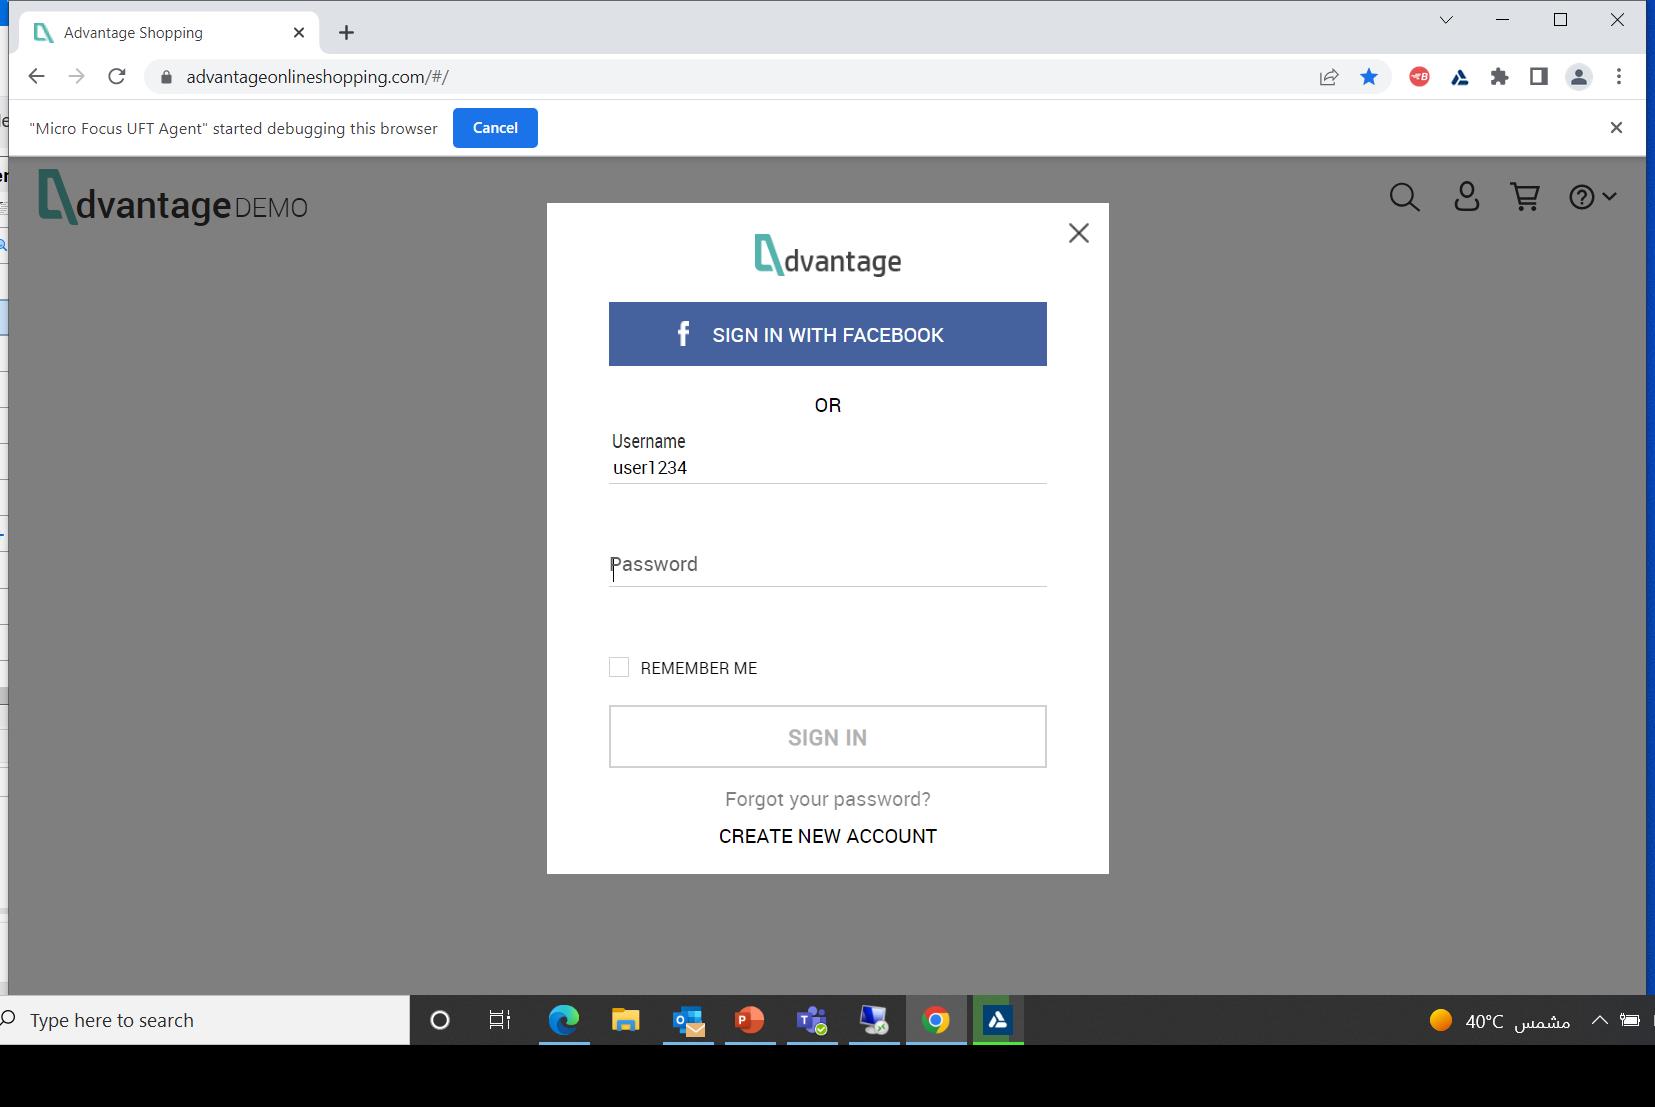 Advantage Shopping
advantageonlineshopping.com/#/
"Micro Focus UFT Agent" started debugging this browser
Cancel
dvantage DEMO
dvantage
SIGN IN WITH FACEBOOK
OR
Username
user1234
Password
REMEMBER ME
SIGN IN
Forgot your password?
CREATE NEW ACCOUNT
Type here to search
40°C مشمس